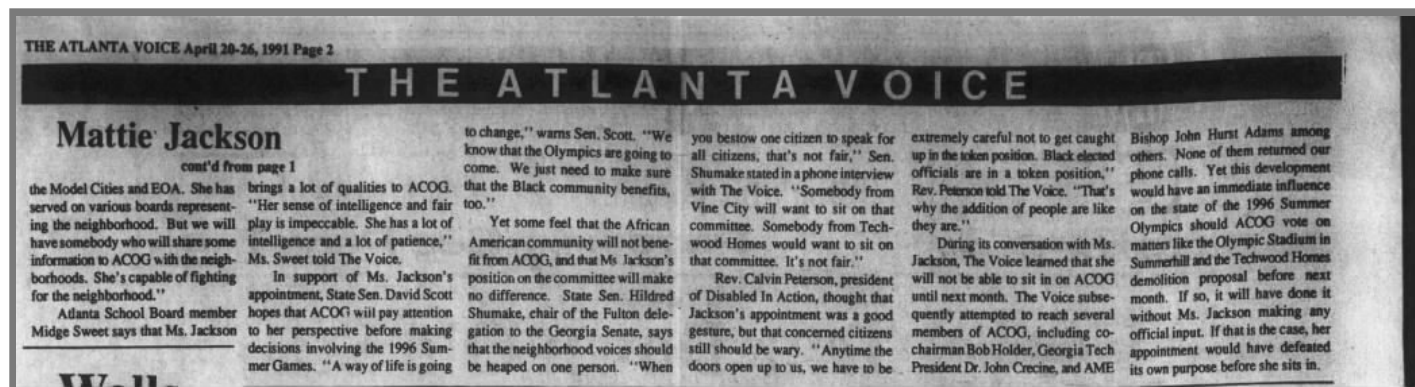 THE ATLANTA VOICE April 20-26, 1991 Page 2
THE ATLANTA VOICE
Mattie Jackson
cont'd from page 1
the Model Cities and EOA. She has
served on various boards represent-
ing the neighborhood. But we will
have somebody who will share some
information to ACOG with the neigh-
borhoods. She's capable of fighting
for the neighborhood."
Atlanta School Board member
Midge Sweet says that Ms. Jackson
brings a lot of qualities to ACOG.
"Her sense of intelligence and fair
play is impeccable. She has a lot of
intelligence and a lot of patience,"
Ms. Sweet told The Voice.
In support of Ms. Jackson's
appointment, State Sen. David Scott
hopes that ACOG will pay attention
to her perspective before making
decisions involving the 1996 Sum-
mer Games. "A way of life is going
to change," warns Sen. Scott. "We
know that the Olympics are going to
come. We just need to make sure
that the Black community benefits,
too."
Yet some feel that the African
American community will not bene-
fit from ACOG, and that Ms Jackson's
position on the committee will make
no difference. State Sen. Hildred
Shumake, chair of the Fulton dele-
gation to the Georgia Senate, says
that the neighborhood voices should
be heaped on one person. "When
you bestow one citizen to speak for
all citizens, that's not fair," Sen.
Shumake stated in a phone interview
with The Voice. "Somebody from
Vine City will want to sit on that
committee. Somebody from Tech-
wood Homes would want to sit on
that committee. It's not fair."
Rev. Calvin Peterson, president
of Disabled In Action, thought that
Jackson's appointment was a good
gesture, but that concerned citizens
still should be wary. "Anytime the
doors open up to us, we have to be
extremely careful not to get caught
up in the token position. Black elected
officials are in a token position,"
Rev. Peterson told The Voice. "That's
why the addition of people are like
they are."
During its conversation with Ms.
Jackson, The Voice learned that she
will not be able to sit in on ACOG
until next month. The Voice subse-
quently attempted to reach several
members of ACOG, including co-
chairman Bob Holder, Georgia Tech
President Dr. John Crecine, and AME
Bishop John Hurst Adams among
others. None of them returned our
phone calls. Yet this development
would have an immediate influence
on the state of the 1996 Summer
Olympics should ACOG vote on
matters like the Olympic Stadium in
Summerhill and the Techwood Homes
demolition proposal before next
month. If so, it will have done it
without Ms. Jackson making any
official input. If that is the case, her
appointment would have defeated
its own purpose before she sits in.